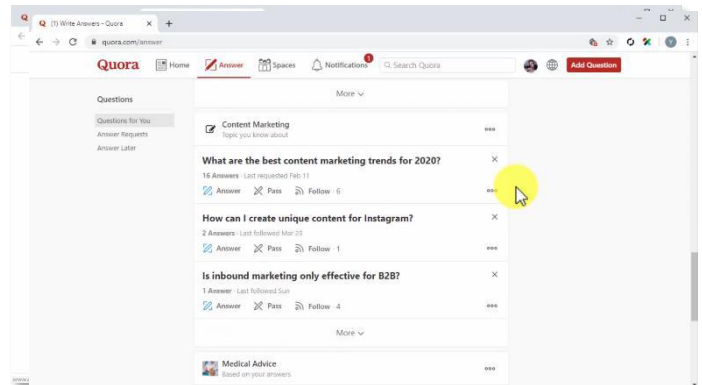 (1) Write Answers - Quora
quora.com/answer
Quora Home Answer Spaces Notifications 1 Search Quora Add Question
Questions
Questions for You
Answer Requests
Answer Later
More
Content Marketing
Topic you know about
What are the best content marketing trends for 2020?
16 Answers · Last requested Feb 11
Answer Pass Follow · 6
How can I create unique content for Instagram?
2 Answers · Last followed Mar 23
Answer Pass Follow · 1
Is inbound marketing only effective for B2B?
1 Answer · Last followed Sun
Answer Pass Follow · 4
More
Medical Advice
Based on your answers